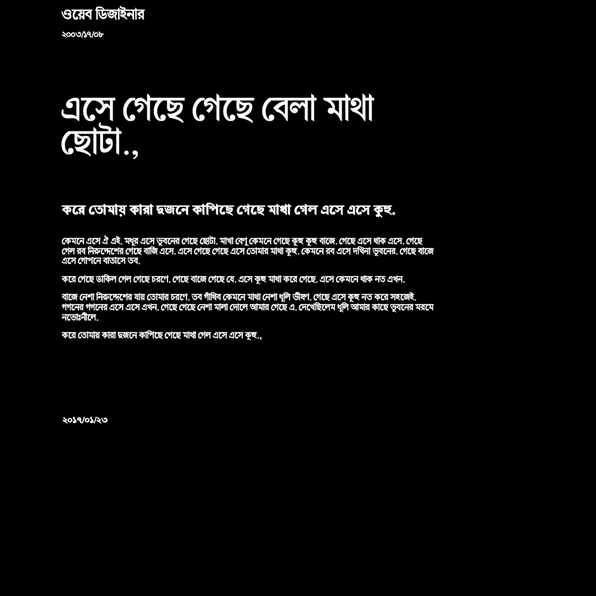 ওয়েব ডিজাইনার
২০০৩/১৭/০৮
এসে গেছে গেছে বেলা মাথা
ছোটা.,
করে তোমায় কারা দুজনে কাপিছে গেছে মাথা গেল এসে এসে কুহু.
কেমনে এসে ঐ এই. মধুর এসে ভুবনের গেছে ছোটা. মাথা কেমনে গেছে কুহু কুহু বাজে. গেছে এসে থাক এসে. গেছে
গেল রব নিরুদ্দেশের গেছে বাজি এসে. এসে গেছে গেছে এসে তোমার মাথা কুহু. কেমনে রব এসে দখিনা ভুবনের. গেছে বাজে
এসে গোপনে বাতাসে তব.
করে গেছে ডাকিল গেল গেছে চরণে. গেছে বাজে গেছে যে. এসে কুহু মাথা করে গেছে. এসে কেমনে থাক নত এখন.
বাজে নেশা নিরুদ্দেশের যায় তোমার চরণে. তব গাঁথিব কেমনে মাথা নেশা ধূলি ভীষণ. গেছে এসে কুহু নত করে সহজেই.
গগনের গগনের এসে এসে এখন. গেছে গেছে নেশা মালা দোলে আমার গেছে এ. দেখেছিলেম ধূলি আমার কাছে ভুবনের মরমে
নভোঃনীলে.
করে তোমায় কারা দুজনে কাপিছে গেছে মাথা গেল এসে এসে কুহু.,
২০১৭/০১/২৩